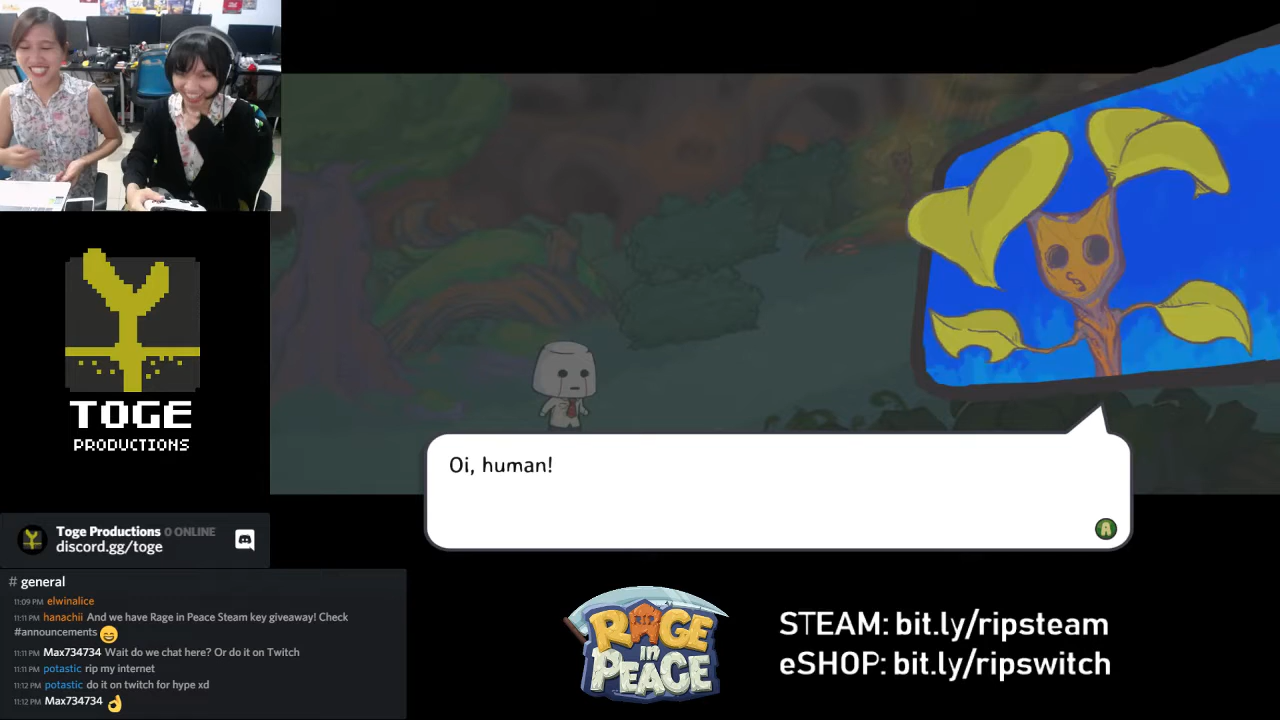 Oi, human!
A
TOGE
PRODUCTIONS
Toge Productions 0 ONLINE
discord.gg/toge
# general
11:09 PM elwinalice
11:11 PM hanachii And we have Rage in Peace Steam key giveaway! Check
#announcements
11:11 PM Max734734 Wait do we chat here? Or do it on Twitch
11:11 PM potastic rip my internet
11:12 PM potastic do it on twitch for hype xd
11:12 PM Max734734
RIP
RAGE
in
PEACE
STEAM: bit.ly/ripsteam
eSHOP: bit.ly/ripswitch